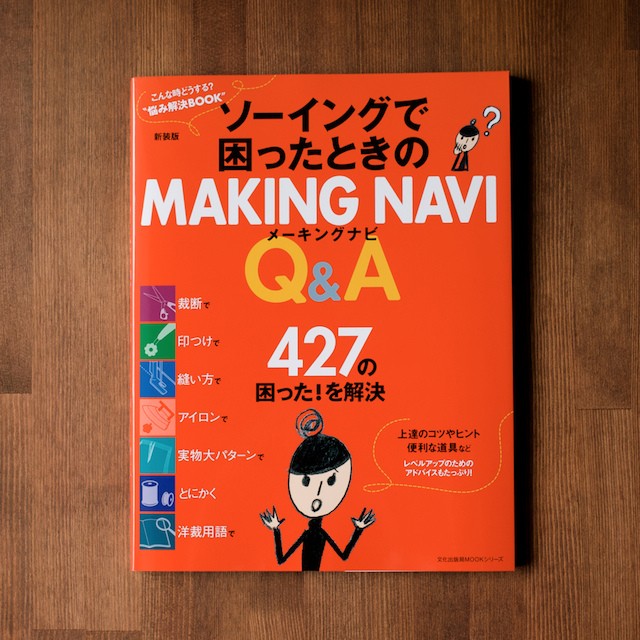 こんな時どうする?
“悩み解決BOOK”
新装版
ソーイングで
困ったときの
?
MAKING NAVI
メーキングナビ
Q&A
427の
困った!を解決
裁断で
印つけで
縫い方で
アイロンで
実物大パターンで
とにかく
洋裁用語で
上達のコツやヒント
便利な道具など
レベルアップのための
アドバイスもたっぷり!
文化出版局MOOKシリーズ